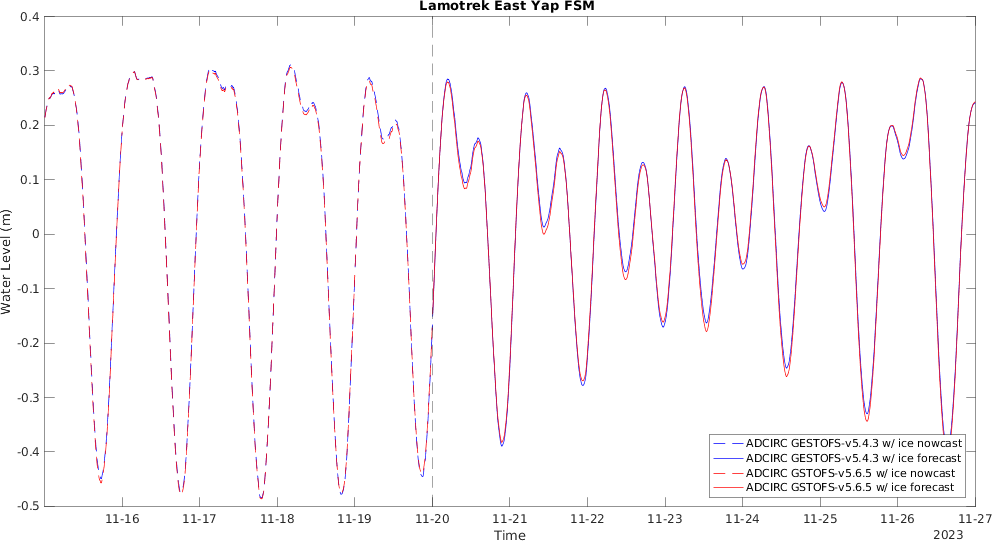 Lamotrek East Yap FSM
0.4
0.3
0.2
0.1
0
-0.1
-0.2
-0.3
-0.4
-0.5
Water Level (m)
ADCIRC GESTOFS-v5.4.3 w/ ice nowcast
ADCIRC GESTOFS-v5.4.3 w/ ice forecast
ADCIRC GSTOFS-v5.6.5 w/ ice nowcast
ADCIRC GSTOFS-v5.6.5 w/ ice forecast
11-16 11-17 11-18 11-19 11-20 11-21 11-22 11-23 11-24 11-25 11-26 11-27
Time
2023